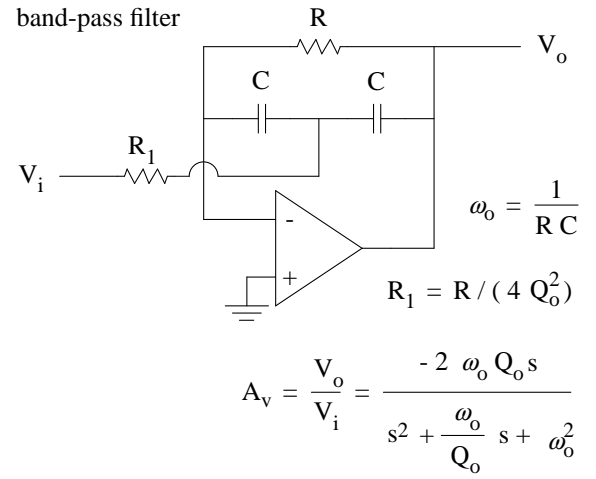 band-pass filter
R
V_o
C C
R_1
V_i
-
+
ω_o = 1 / (R C)
R_1 = R / ( 4 Q_o^2 )
A_v = V_o / V_i = - 2 ω_o Q_o s / (s^2 + (ω_o / Q_o) s + ω_o^2)